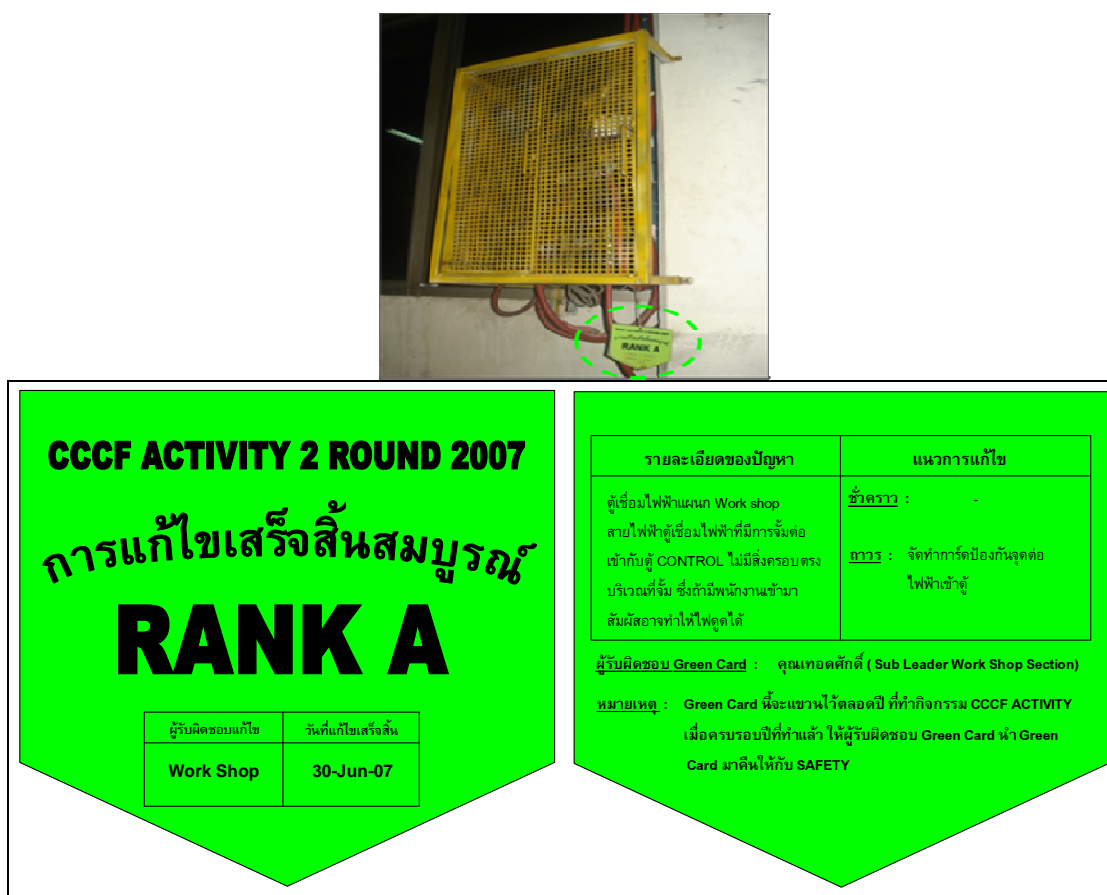 RANK A
CCCF ACTIVITY 2 ROUND 2007
การแก้ไขเสร็จสิ้นสมบูรณ์
RANK A
ผู้รับผิดชอบแก้ไข วันที่แก้ไขเสร็จสิ้น
Work Shop 30-Jun-07
รายละเอียดของปัญหา แนวการแก้ไข
ตู้เชื่อมไฟฟ้าแผนก Work shop
สายไฟฟ้าตู้เชื่อมไฟฟ้าที่มีการจั้มต่อ
เข้ากับตู้ CONTROL ไม่มีสิ่งครอบตรง
บริเวณที่จั้ม ซึ่งถ้ามีพนักงานเข้ามา
สัมผัสอาจทำให้ไฟดูดได้
ชั่วคราว : -
ถาวร : จัดทำการ์ดป้องกันจุดต่อ
ไฟฟ้าเข้าตู้
ผู้รับผิดชอบ Green Card : คุณเทอดศักดิ์ ( Sub Leader Work Shop Section)
หมายเหตุ : Green Card นี้จะแขวนไว้ตลอดปี ที่ทำกิจกรรม CCCF ACTIVITY
เมื่อครบรอบปีที่ทำแล้ว ให้ผู้รับผิดชอบ Green Card นำ Green
Card มาคืนให้กับ SAFETY